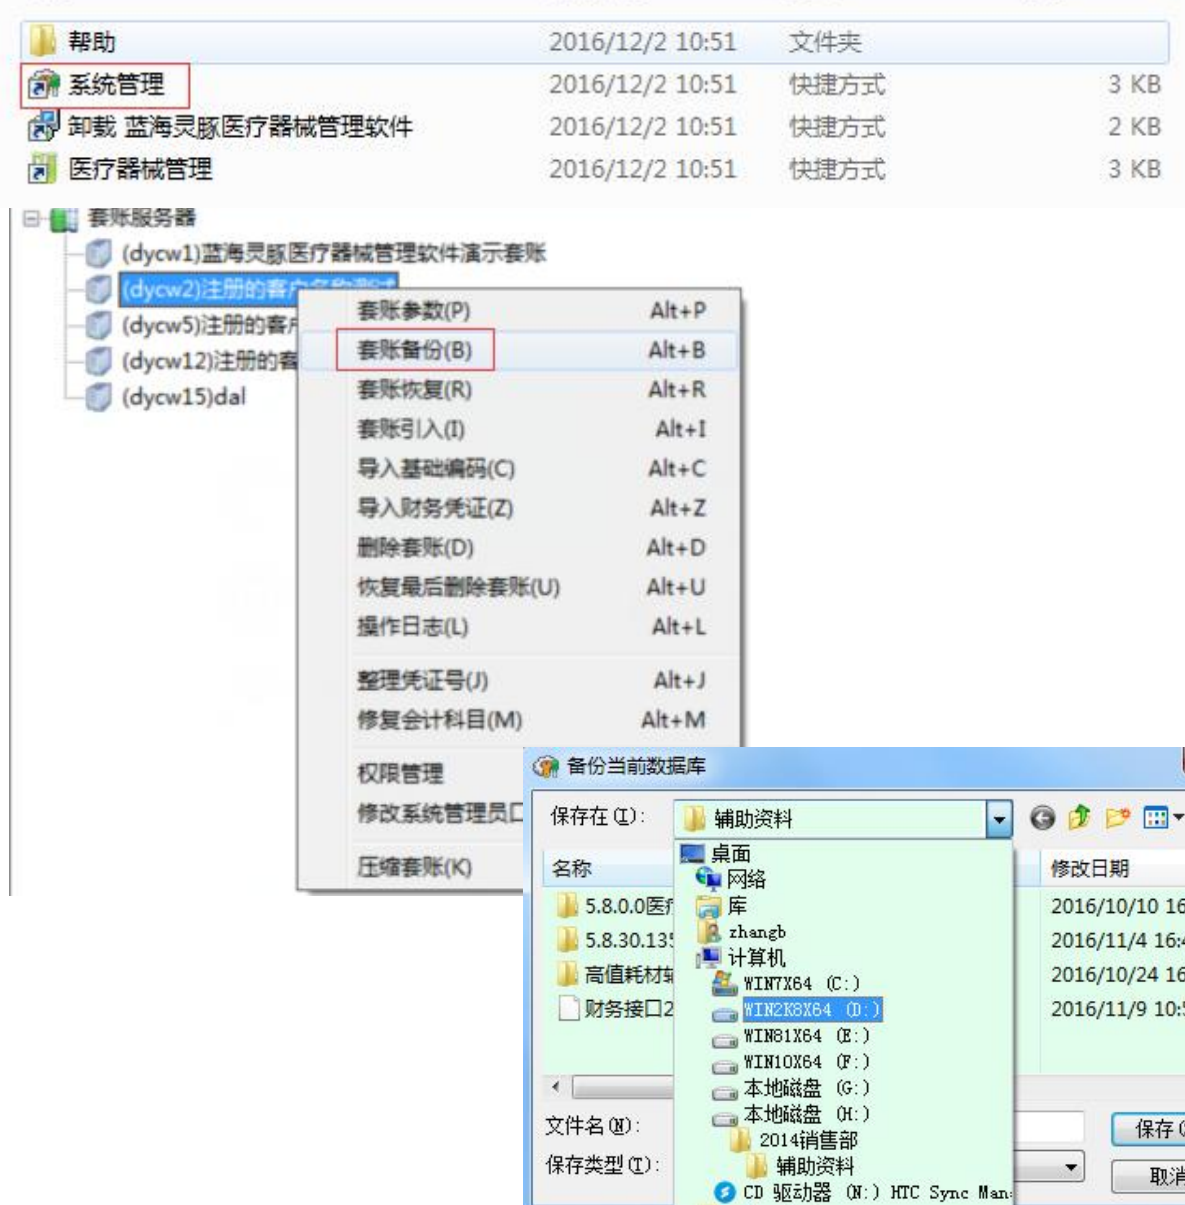 帮助 2016/12/2 10:51 文件夹
系统管理 2016/12/2 10:51 快捷方式 3 KB
卸载 蓝海灵豚医疗器械管理软件 2016/12/2 10:51 快捷方式 2 KB
医疗器械管理 2016/12/2 10:51 快捷方式 3 KB
套账服务器
(dycw1)蓝海灵豚医疗器械管理软件演示套账
(dycw2)注册的客户名称测试
(dycw5)注册的客户
(dycw12)注册的客
(dycw15)dal
套账参数(P) Alt+P
套账备份(B) Alt+B
套账恢复(R) Alt+R
套账引入(I) Alt+I
导入基础编码(C) Alt+C
导入财务凭证(Z) Alt+Z
删除套账(D) Alt+D
恢复最后删除套账(U) Alt+U
操作日志(L) Alt+L
整理凭证号(J) Alt+J
修复会计科目(M) Alt+M
权限管理
修改系统管理员口
压缩套账(K)
备份当前数据库
保存在(I): 辅助资料
名称 修改日期
5.8.0.0医疗 2016/10/10 16
5.8.30.135 2016/11/4 16:4
高值耗材辅 2016/10/24 16
财务接口2 2016/11/9 10:5
桌面
网络
库
zhangb
计算机
WIN7X64 (C:)
WIN2K8X64 (D:)
WIN81X64 (E:)
WIN10X64 (F:)
本地磁盘 (G:)
本地磁盘 (H:)
2014销售部
辅助资料
CD 驱动器 (N:) HTC Sync Man
文件名(N): 保存(
保存类型(T): 取消